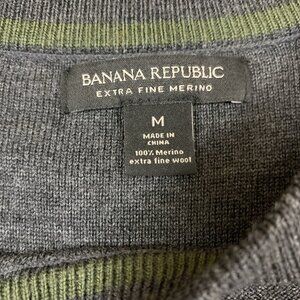 BANANA REPUBLIC
EXTRA FINE MERINO
M
MADE IN
CHINA
100% Merino
extra fine wool